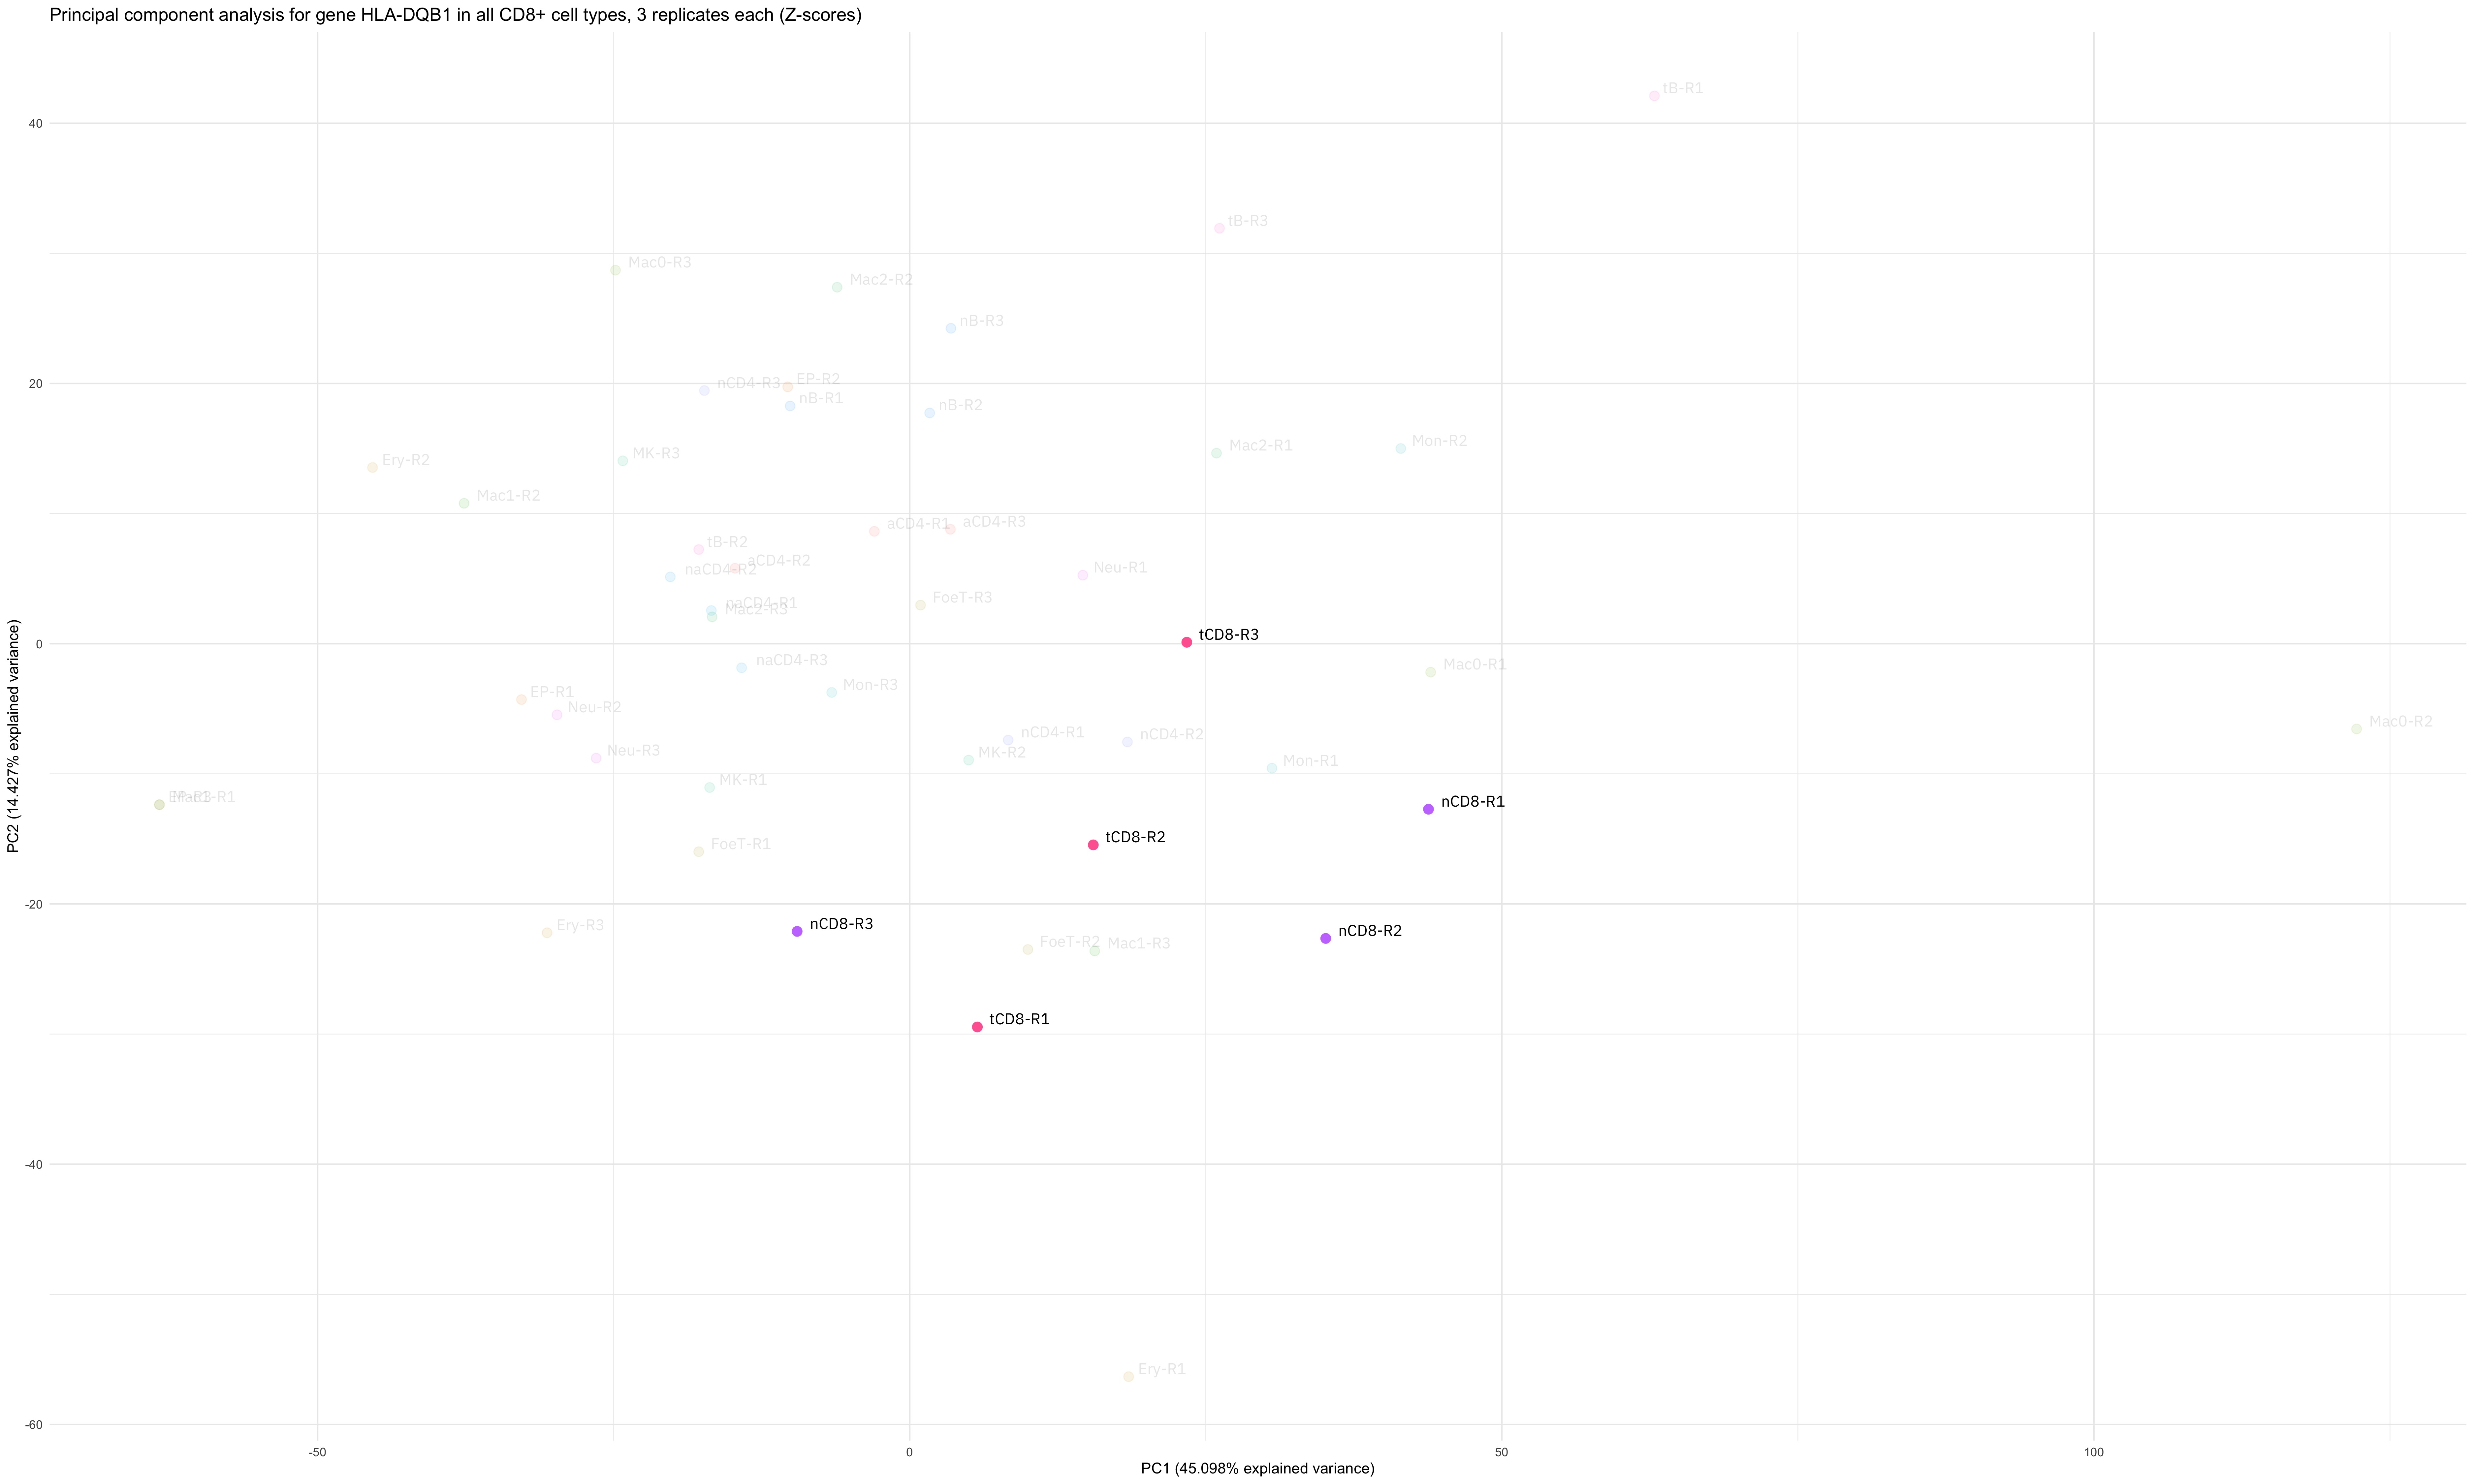 Principal component analysis for gene HLA-DQB1 in all CD8+ cell types, 3 replicates each (Z-scores)
PC2 (14.427% explained variance)
40
20
0
-20
-40
-60
tB-R1
tB-R3
Mac0-R3
Mac2-R2
nB-R3
nCD4-R3
EP-R2
nB-R1
nB-R2
Mac2-R1
Mon-R2
Ery-R2
MK-R3
Mac1-R2
aCD4-R1
aCD4-R3
tB-R2
aCD4-R2
naCD4-R2
Neu-R1
naCD4-R1
Mac2-R3
FoeT-R3
tCD8-R3
naCD4-R3
Mac0-R1
Mon-R3
EP-R1
Neu-R2
Mac0-R2
nCD4-R1
nCD4-R2
Neu-R3
MK-R2
Mon-R1
MK-R1
EP-R3
Mac1-R1
nCD8-R1
tCD8-R2
FoeT-R1
Ery-R3
nCD8-R3
nCD8-R2
FoeT-R2
Mac1-R3
tCD8-R1
Ery-R1
-50
0
50
100
PC1 (45.098% explained variance)